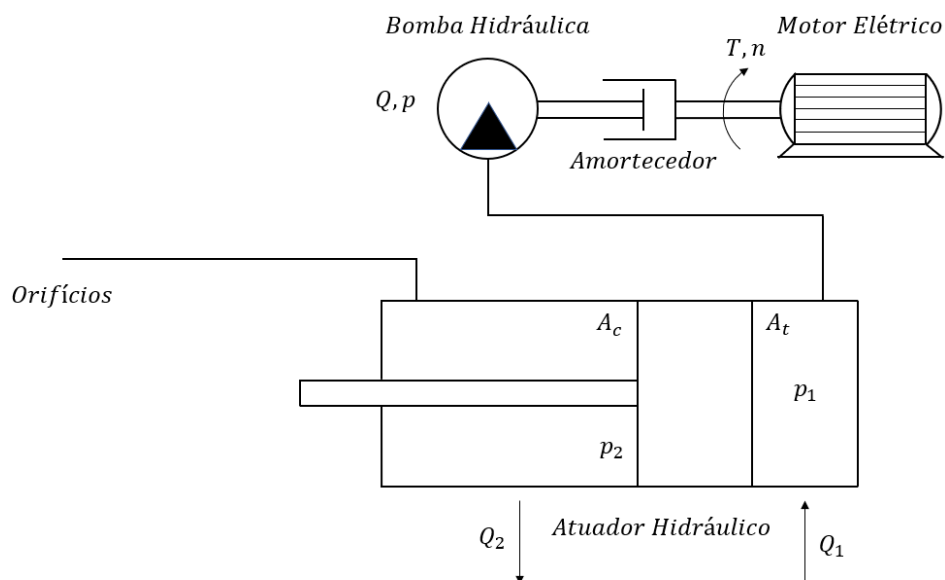 Bomba Hidráulica
Motor Elétrico
T, n
Q, p
Amortecedor
Orifícios
A_c
A_t
p_1
p_2
Atuador Hidráulico
Q_2
Q_1